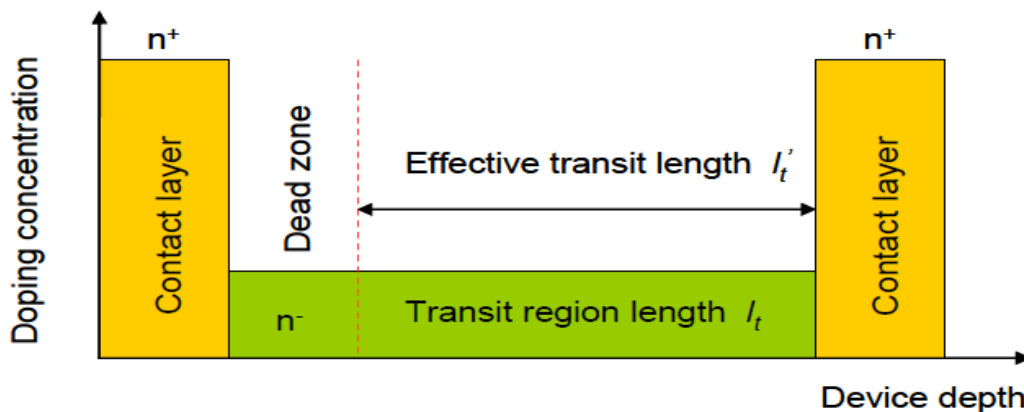 n⁺
n⁺
Doping concentration
Contact layer
Dead zone
Effective transit length lₜ'
Contact layer
n⁻
Transit region length lₜ
Device depth